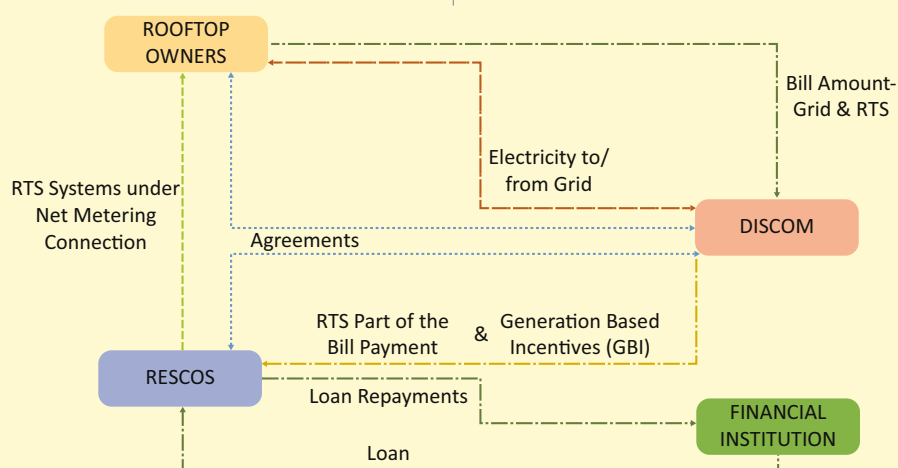 ROOFTOP
OWNERS
Bill Amount-
Grid & RTS
Electricity to/
from Grid
RTS Systems under
Net Metering
Connection
DISCOM
Agreements
RTS Part of the
Bill Payment
&
Generation Based
Incentives (GBI)
RESCOS
Loan Repayments
FINANCIAL
INSTITUTION
Loan